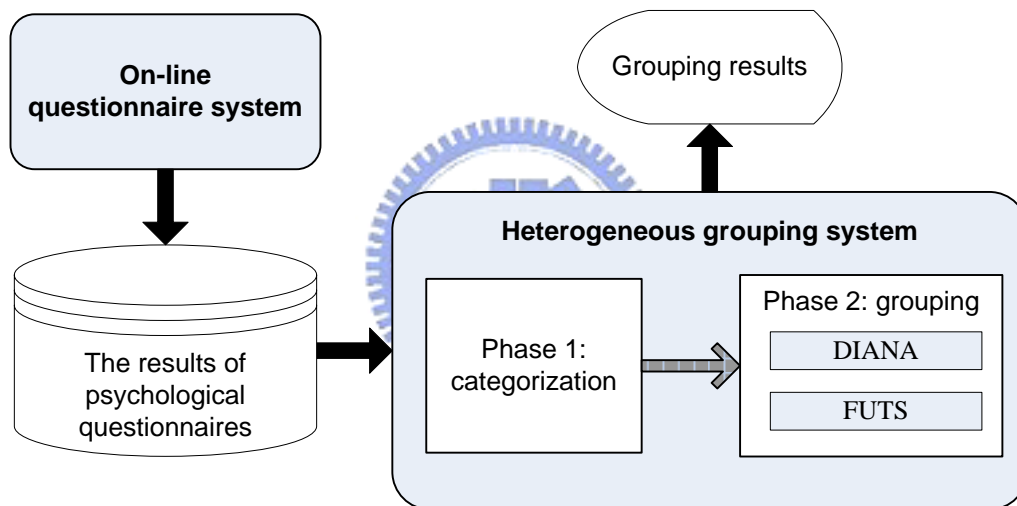 On-line
questionnaire system
Grouping results
The results of
psychological
questionnaires
Heterogeneous grouping system
Phase 1:
categorization
Phase 2: grouping
DIANA
FUTS